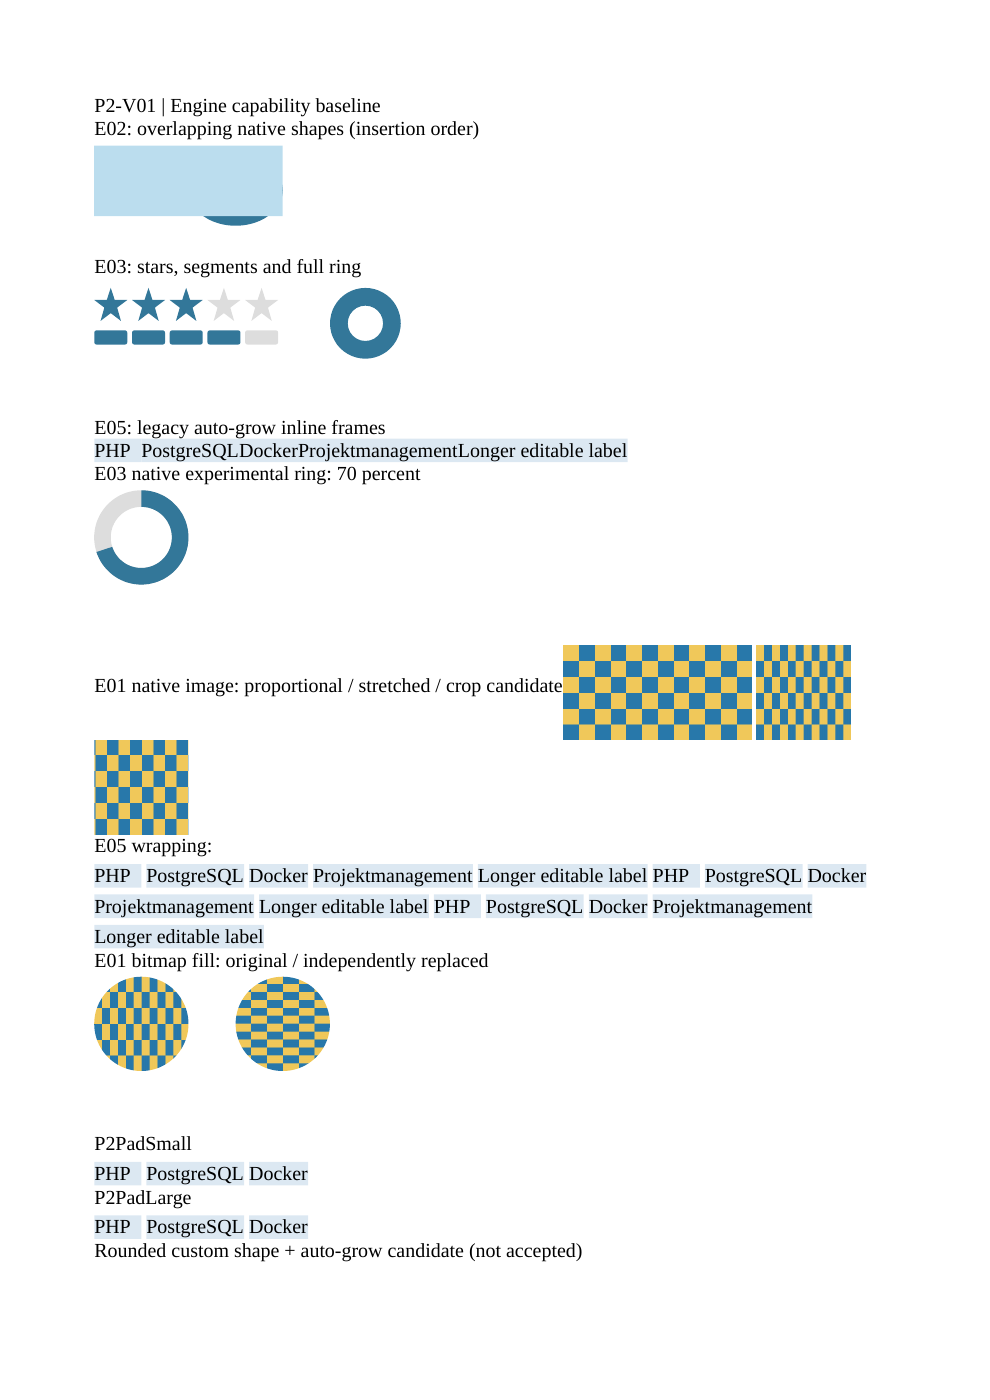 P2-V01 | Engine capability baseline
E02: overlapping native shapes (insertion order)
E03: stars, segments and full ring
E05: legacy auto-grow inline frames
PHP PostgreSQLDockerProjektmanagementLonger editable label
E03 native experimental ring: 70 percent
E01 native image: proportional / stretched / crop candidate
E05 wrapping:
PHP PostgreSQL Docker Projektmanagement Longer editable label PHP PostgreSQL Docker
Projektmanagement Longer editable label PHP PostgreSQL Docker Projektmanagement
Longer editable label
E01 bitmap fill: original / independently replaced
P2PadSmall
PHP PostgreSQL Docker
P2PadLarge
PHP PostgreSQL Docker
Rounded custom shape + auto-grow candidate (not accepted)